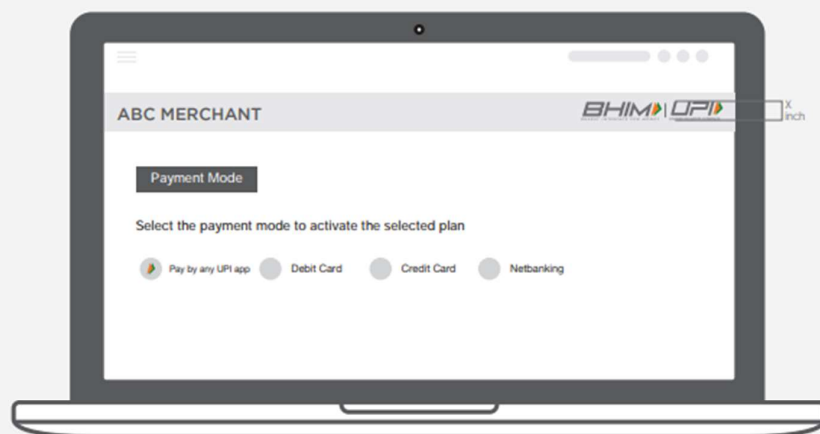 ABC MERCHANT
BHIM | UPI
X
inch
Payment Mode
Select the payment mode to activate the selected plan
Pay by any UPI app Debit Card Credit Card Netbanking